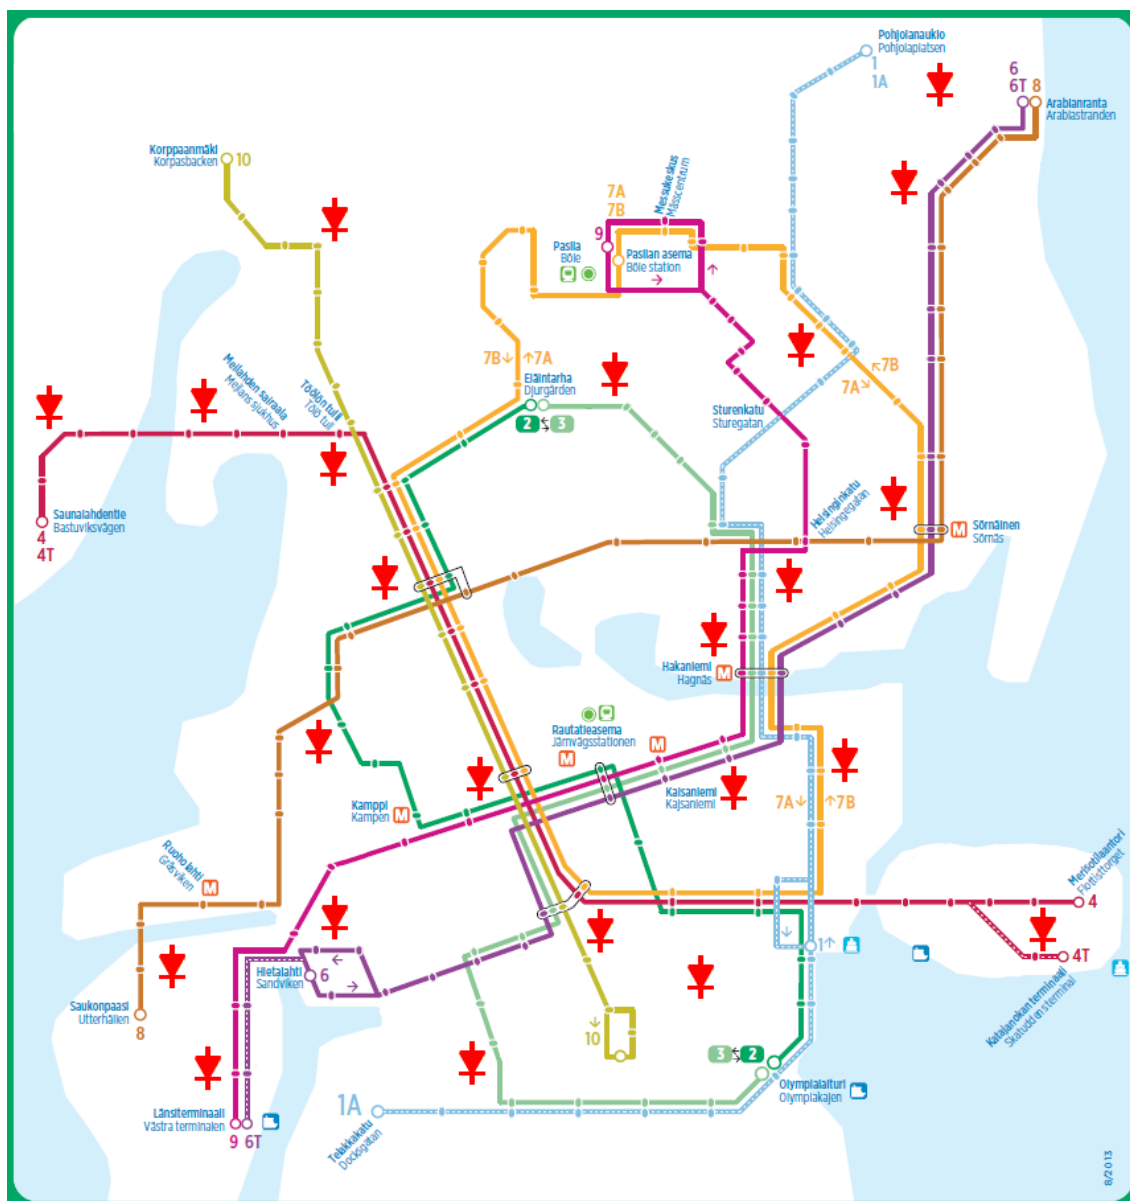 Pohjolanaukio
Pohjolaplatsen
1
1A
6
6T
8
Arabianranta
Arabiastranden
Korppaanmäki
Korpasbacken
10
7A
7B
Messukeskus
Mässcentrum
9
Pasila
Böle
Pasilan asema
Böle station
7B
7A
Eläintarha
Djurgården
2
3
7B
7A
Meilahden sairaala
Mejlans sjukhus
Töölön tulli
Tölö tull
Sturenkatu
Sturegatan
Helsinginkatu
Helsingegatan
Saunalahdentie
Bastuviksvägen
4
4T
M
Sörnäinen
Sörnäs
Hakaniemi
Hagnäs
M
Rautatieasema
Järnvägsstationen
M
M
Kaisaniemi
Kajsaniemi
7A
7B
Kamppi
Kampen
M
Ruoholahti
Gräsviken
M
Merisotilaantori
Flottisttorget
4
4T
Katajanokan terminaali
Skatuddens terminal
1
Hietalahti
Sandviken
6
Saukonpaasi
Utterhällen
8
10
3
2
Olympialaituri
Olympiakajen
1A
Telakkakatu
Docksgatan
Länsiterminaali
Västra terminalen
9
6T
8/2013